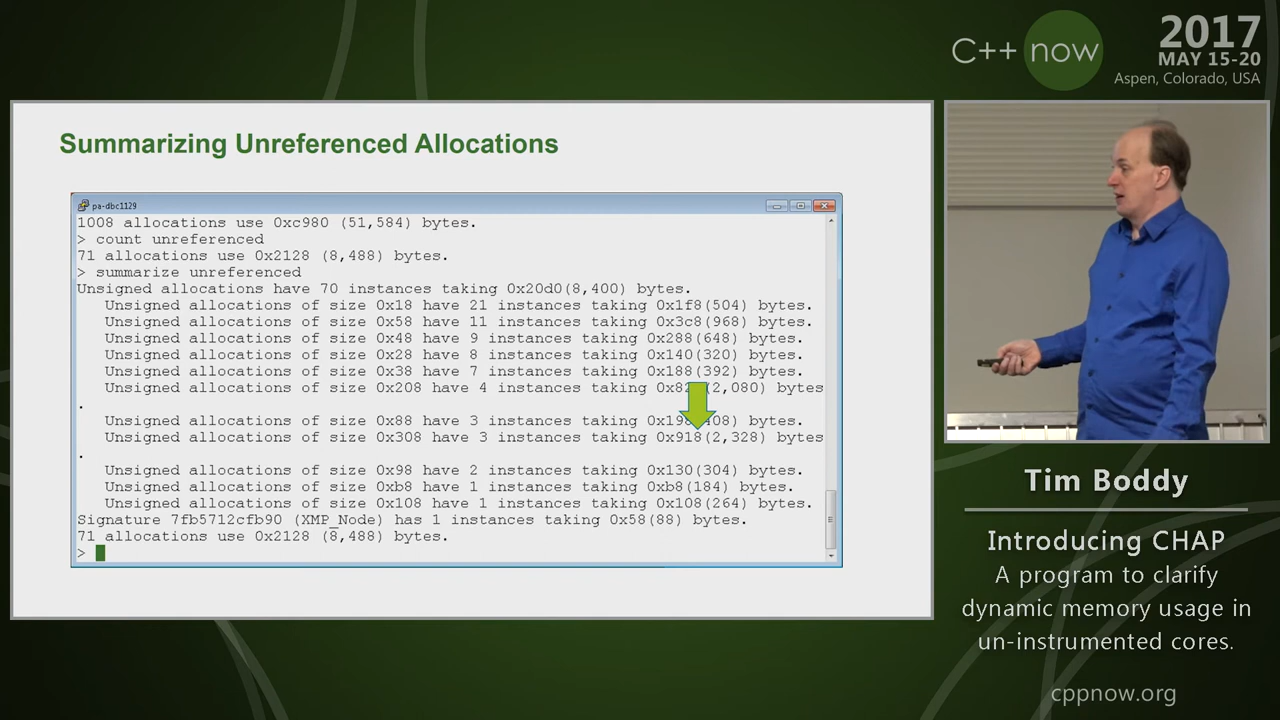 C++ now
2017
MAY 15-20
Aspen, Colorado, USA
Summarizing Unreferenced Allocations
pa-dbc1129
1008 allocations use 0xc980 (51,584) bytes.
> count unreferenced
71 allocations use 0x2128 (8,488) bytes.
> summarize unreferenced
Unsigned allocations have 70 instances taking 0x20d0(8,400) bytes.
Unsigned allocations of size 0x18 have 21 instances taking 0x1f8(504) bytes.
Unsigned allocations of size 0x58 have 11 instances taking 0x3c8(968) bytes.
Unsigned allocations of size 0x48 have 9 instances taking 0x288(648) bytes.
Unsigned allocations of size 0x28 have 8 instances taking 0x140(320) bytes.
Unsigned allocations of size 0x38 have 7 instances taking 0x188(392) bytes.
Unsigned allocations of size 0x208 have 4 instances taking (2,080) bytes
.
Unsigned allocations of size 0x88 have 3 instances taking bytes.
Unsigned allocations of size 0x308 have 3 instances taking 0x918(2,328) bytes
.
Unsigned allocations of size 0x98 have 2 instances taking 0x130(304) bytes.
Unsigned allocations of size 0xb8 have 1 instances taking 0xb8(184) bytes.
Unsigned allocations of size 0x108 have 1 instances taking 0x108(264) bytes.
Signature 7fb5712cfb90 (XMP_Node) has 1 instances taking 0x58(88) bytes.
71 allocations use 0x2128 (8,488) bytes.
>
Tim Boddy
Introducing CHAP
A program to clarify
dynamic memory usage in
un-instrumented cores.
cppnow.org